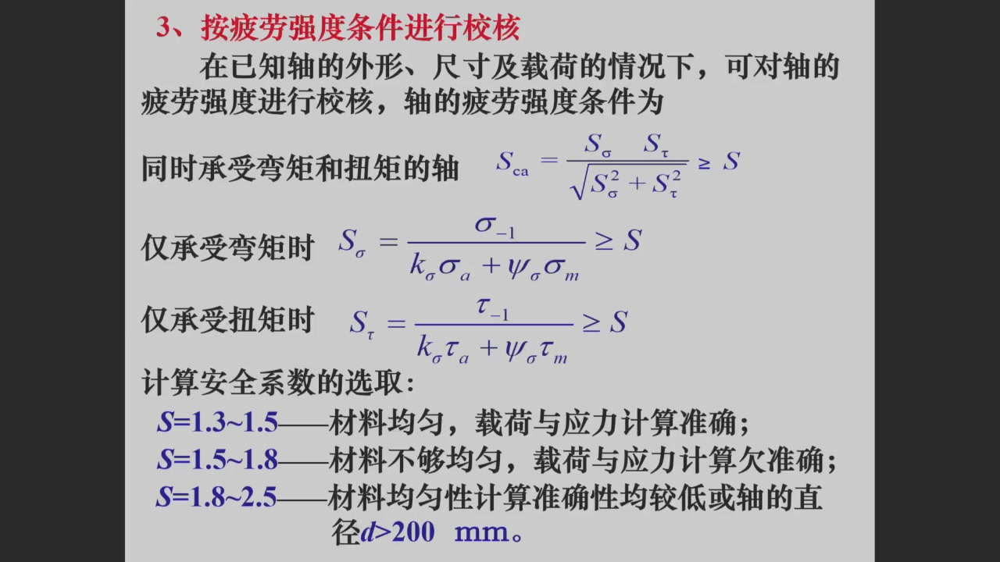 3、按疲劳强度条件进行校核
在已知轴的外形、尺寸及载荷的情况下，可对轴的
疲劳强度进行校核，轴的疲劳强度条件为
同时承受弯矩和扭矩的轴 S_ca = S_σ S_τ / √(S_σ^2 + S_τ^2) ≥ S
仅承受弯矩时 S_σ = σ_−1 / (k_σ σ_a + ψ_σ σ_m) ≥ S
仅承受扭矩时 S_τ = τ_−1 / (k_σ τ_a + ψ_σ τ_m) ≥ S
计算安全系数的选取：
S=1.3~1.5——材料均匀，载荷与应力计算准确；
S=1.5~1.8——材料不够均匀，载荷与应力计算欠准确；
S=1.8~2.5——材料均匀性计算准确性均较低或轴的直
径d>200 mm。